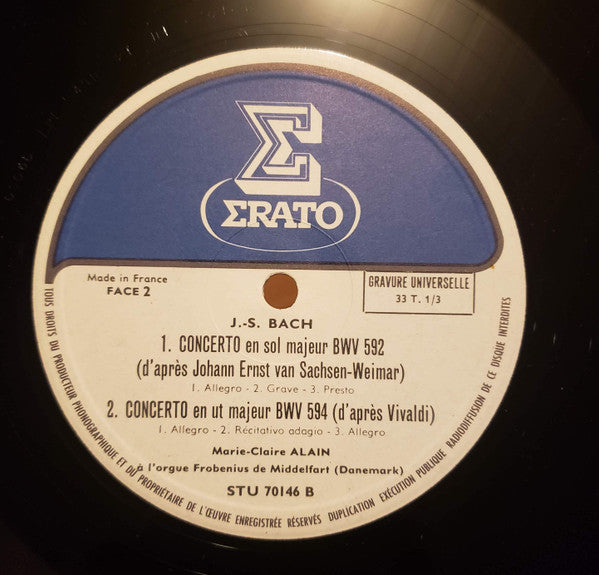 Σ
ΣRATO
Made in France
FACE 2
GRAVURE UNIVERSELLE
33 T. 1/3
J.-S. BACH
1. CONCERTO en sol majeur BWV 592
(d'après Johann Ernst van Sachsen-Weimar)
1. Allegro - 2. Grave - 3. Presto
2. CONCERTO en ut majeur BWV 594 (d'après Vivaldi)
1. Allegro - 2. Récitativo adagio - 3. Allegro
Marie-Claire ALAIN
à l'orgue Frobenius de Middelfart (Danemark)
STU 70146 B
TOUS DROITS DU PRODUCTEUR PHONOGRAPHIQUE ET DU PROPRIÉTAIRE DE L'ŒUVRE ENREGISTRÉE RÉSERVÉS DUPLICATION EXÉCUTION PUBLIQUE RADIODIFFUSION DE CE DISQUE INTERDITES